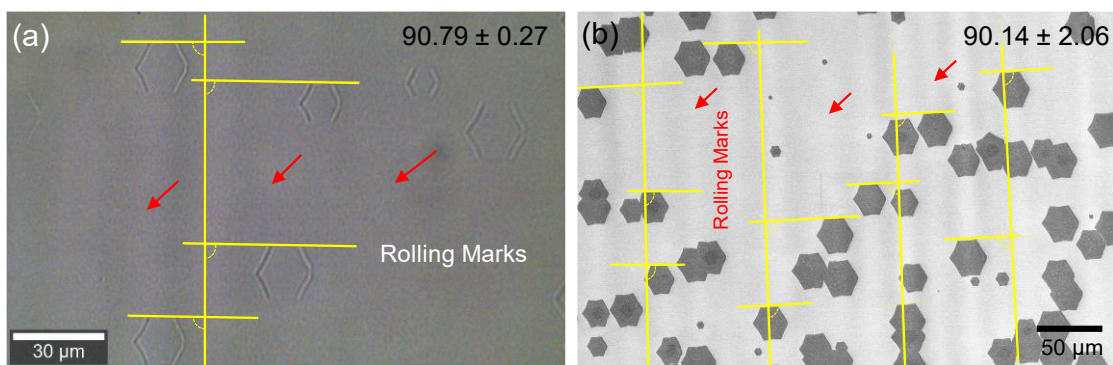 (a)
90.79 ± 0.27
Rolling Marks
30 µm
(b)
90.14 ± 2.06
Rolling Marks
50 µm